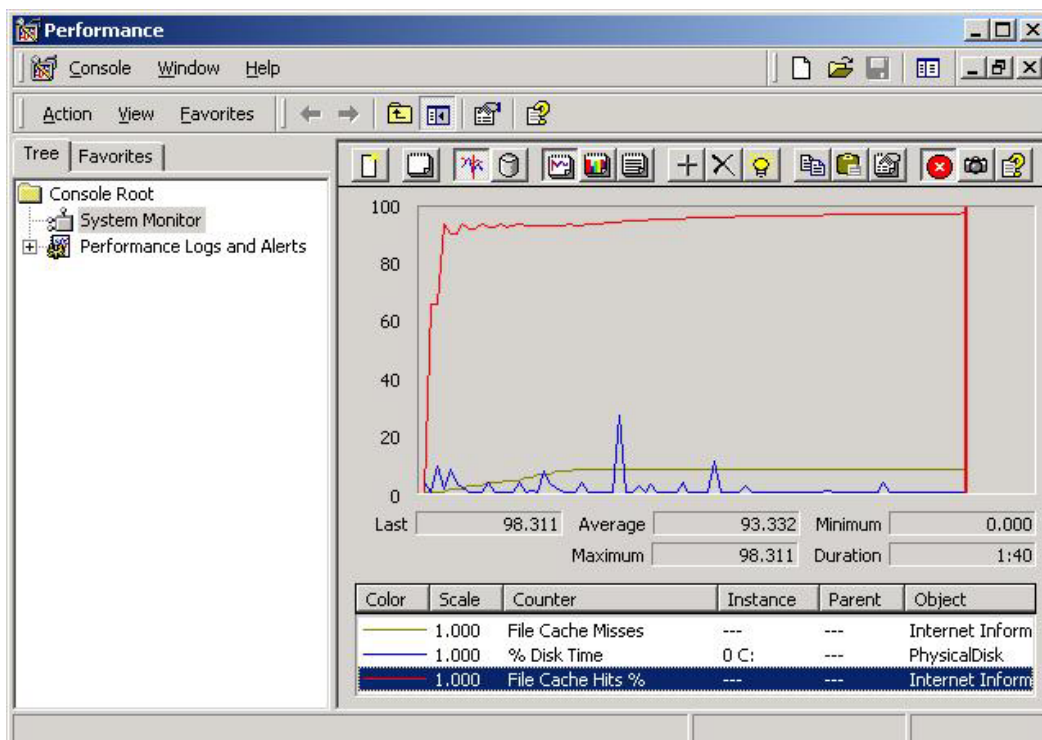 Performance
Console Window Help
Action View Favorites
Tree Favorites
Console Root
System Monitor
Performance Logs and Alerts
100
80
60
40
20
0
Last 98.311 Average 93.332 Minimum 0.000
Maximum 98.311 Duration 1:40
Color Scale Counter Instance Parent Object
1.000 File Cache Misses --- --- Internet Inform
1.000 % Disk Time 0 C: --- PhysicalDisk
1.000 File Cache Hits % --- --- Internet Inform